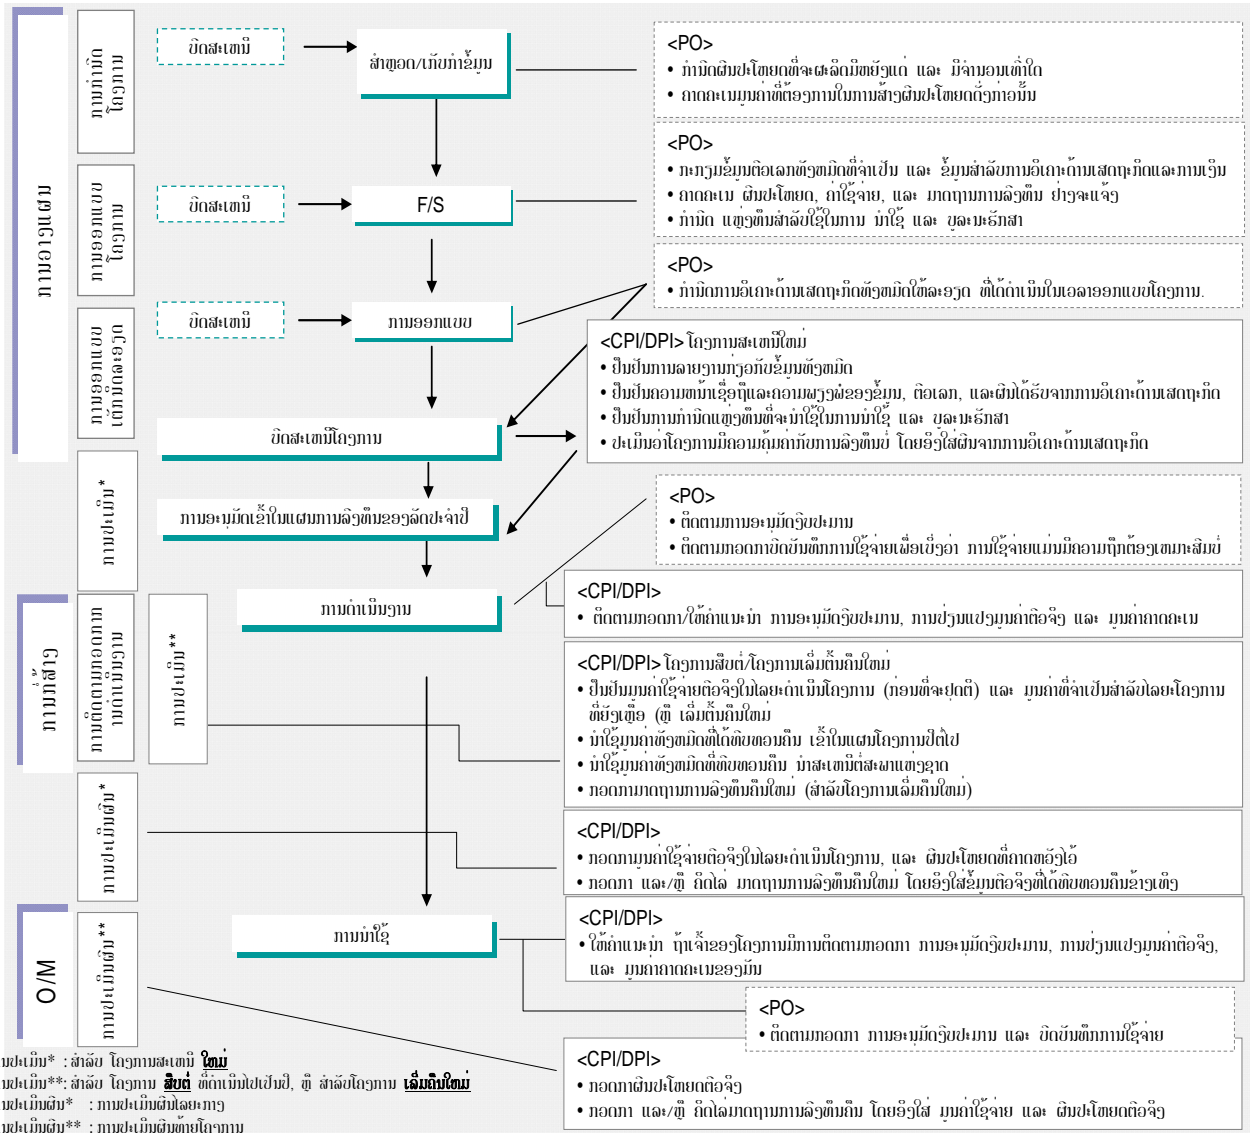 ການວາງແຜນ
ການກຳນົດ
ໂຄງການ
ບົດສະເຫນີ
ສຳຫຼວດ/ເກັບກຳຂໍ້ມູນ
<PO>
• ກຳນົດຜົນປະໂຫຍດທີ່ຈະຜະລິດມີຫຍັງແດ່ ແລະ ມີຈຳນວນເທົ່າໃດ
• ຄາດຄະເນມູນຄ່າທີ່ຕ້ອງການໃນການສ້າງຜົນປະໂຫຍດດັ່ງກ່າວນັ້ນ
ການອອກແບບ
ໂຄງການ
ບົດສະເຫນີ
F/S
<PO>
• ກະກຽມຂໍ້ມູນຕົວເລກທັງຫມົດທີ່ຈຳເປັນ ແລະ ຂໍ້ມູນສຳລັບການວິເຄາະດ້ານເສດຖະກິດແລະການເງິນ
• ຄາດຄະເນ ຜົນປະໂຫຍດ, ຄ່າໃຊ້ຈ່າຍ, ແລະ ມາດຖານການລົງທຶນ ຢ່າງຈະແຈ້ງ
• ກຳນົດ ແຫຼ່ງທຶນສຳລັບໃຊ້ໃນການ ນຳໃຊ້ ແລະ ບູລະນະຮັກສາ
ການອອກແບບ
ເຕັກນິດລະອຽດ
ບົດສະເຫນີ
ການອອກແບບ
<PO>
• ກຳນົດການວິເຄາະດ້ານເສດຖະກິດທັງຫມົດໃຫ້ລະອຽດ ທີ່ໄດ້ດຳເນີນໃນເວລາອອກແບບໂຄງການ.
ບົດສະເຫນີໂຄງການ
<CPI/DPI> ໂຄງການສະເຫນີໃຫມ່
• ຢືນຢັນການລາຍງານກ່ຽວກັບຂໍ້ມູນທັງຫມົດ
• ຢືນຢັນຄວາມຫນ້າເຊື່ອຖືແລະຄວາມພຽງພໍຂອງຂໍ້ມູນ, ຕົວເລກ, ແລະຜົນໄດ້ຮັບຈາກການວິເຄາະດ້ານເສດຖະກິດ
• ຢືນຢັນການກຳນົດແຫຼ່ງທຶນທີ່ຈະນຳໃຊ້ໃນການນຳໃຊ້ ແລະ ບູລະນະຮັກສາ
• ປະເມີນວ່າໂຄງການມີຄວາມຄຸ້ມຄ່າກັບການລົງທຶນບໍ່ ໂດຍອີງໃສ່ຜົນຈາກການວິເຄາະດ້ານເສດຖະກິດ
ການປະເມີນ*
ການອະນຸມັດເຂົ້າໃນແຜນການລົງທຶນຂອງລັດປະຈຳປີ
<PO>
• ຕິດຕາມການອະນຸມັດງົບປະມານ
• ຕິດຕາມກວດກາບົດບັນທຶກການໃຊ້ຈ່າຍເພື່ອເບິ່ງວ່າ ການໃຊ້ຈ່າຍແມ່ນມີຄວາມຖືກຕ້ອງເຫມາະສົມບໍ່
ການກໍ່ສ້າງ
ການຕິດຕາມກວດກາກາ
ານດຳເນີນງານ
ການປະເມີນ**
ການດຳເນີນງານ
<CPI/DPI>
• ຕິດຕາມກວດກາ/ໃຫ້ຄຳແນະນຳ ການອະນຸມັດງົບປະມານ, ການປ່ຽນແປງມູນຄ່າຕົວຈິງ ແລະ ມູນຄ່າຄາດຄະເນ
<CPI/DPI> ໂຄງການສືບຕໍ່/ໂຄງການເລີ່ມຕົ້ນຄືນໃຫມ່
• ຢືນຢັນມູນຄ່າໃຊ້ຈ່າຍຕົວຈິງໃນໄລຍະດຳເນີນໂຄງການ (ກ່ອນທີ່ຈະຢຸດຕິ) ແລະ ມູນຄ່າທີ່ຈຳເປັນສຳລັບໄລຍະໂຄງການ
ທີ່ຍັງເຫຼືອ (ຫຼື ເລີ່ມຕົ້ນຄືນໃຫມ່
• ນຳໃຊ້ມູນຄ່າທັງຫມົດທີ່ໄດ້ທົບທວນຄືນ ເຂົ້າໃນແຜນໂຄງການປີຕໍ່ໄປ
• ນຳໃຊ້ມູນຄ່າທັງຫມົດທີ່ທົບທວນຄືນ ນຳສະເຫນີຕໍ່ສະພາແຫ່ງຊາດ
• ກວດກາມາດຖານການລົງທຶນຄືນໃຫມ່ (ສຳລັບໂຄງການເລີ່ມຄືນໃຫມ່)
ການປະເມີນຜົນ*
<CPI/DPI>
• ກວດກາມູນຄ່າໃຊ້ຈ່າຍຕົວຈິງໃນໄລຍະດຳເນີນໂຄງການ, ແລະ ຜົນປະໂຫຍດທີ່ຄາດຫວັງໄວ້
• ກວດກາ ແລະ/ຫຼື ຄິດໄລ່ ມາດຖານການລົງທຶນຄືນໃຫມ່ ໂດຍອີງໃສ່ຂໍ້ມູນຕົວຈິງທີ່ໄດ້ທົບທວນຄືນຂ້າງເທິງ
O/M
ການປະເມີນຜົນ**
ການນຳໃຊ້
<CPI/DPI>
• ໃຫ້ຄຳແນະນຳ ຖ້າເຈົ້າຂອງໂຄງການມີການຕິດຕາມກວດກາ ການອະນຸມັດງົບປະມານ, ການປ່ຽນແປງມູນຄ່າຕົວຈິງ,
ແລະ ມູນຄ່າຄາດຄະເນຂອງມັນ
<PO>
• ຕິດຕາມກວດກາ ການອະນຸມັດງົບປະມານ ແລະ ບົດບັນທຶກການໃຊ້ຈ່າຍ
<CPI/DPI>
• ກວດກາຜົນປະໂຫຍດຕົວຈິງ
• ກວດກາ ແລະ/ຫຼື ຄິດໄລ່ມາດຖານການລົງທຶນຄືນ ໂດຍອີງໃສ່ ມູນຄ່າໃຊ້ຈ່າຍ ແລະ ຜົນປະໂຫຍດຕົວຈິງ
ນປະເມີນ* : ສຳລັບ ໂຄງການສະເຫນີ ໃຫມ່
ນປະເມີນ**: ສຳລັບ ໂຄງການ ສືບຕໍ່ ທີ່ດຳເນີນໄປເປັນປີ, ຫຼື ສຳລັບໂຄງການ ເລີ່ມຄືນໃຫມ່
ນປະເມີນຜົນ* : ການປະເມີນຜົນໄລຍະກາງ
ນປະເມີນຜົນ** : ການປະເມີນຜົນທ້າຍໂຄງການ